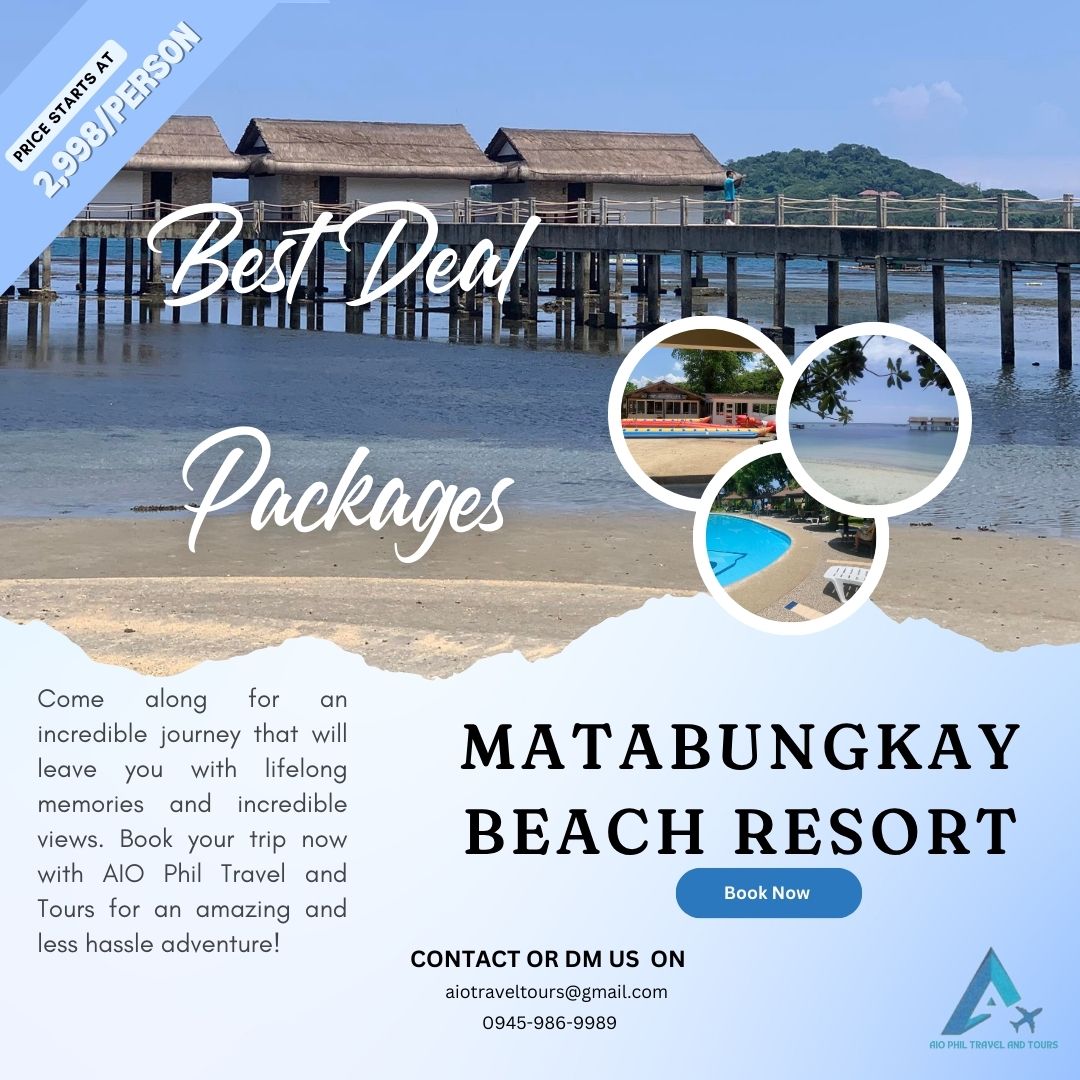 PRICE STARTS AT
2,998/PERSON
Best Deal
Packages
Come along for an
incredible journey that will
leave you with lifelong
memories and incredible
views. Book your trip now
with AIO Phil Travel and
Tours for an amazing and
less hassle adventure!
MATABUNGKAY
BEACH RESORT
Book Now
CONTACT OR DM US ON
aiotraveltours@gmail.com
0945-986-9989
AIO PHIL TRAVEL AND TOURS